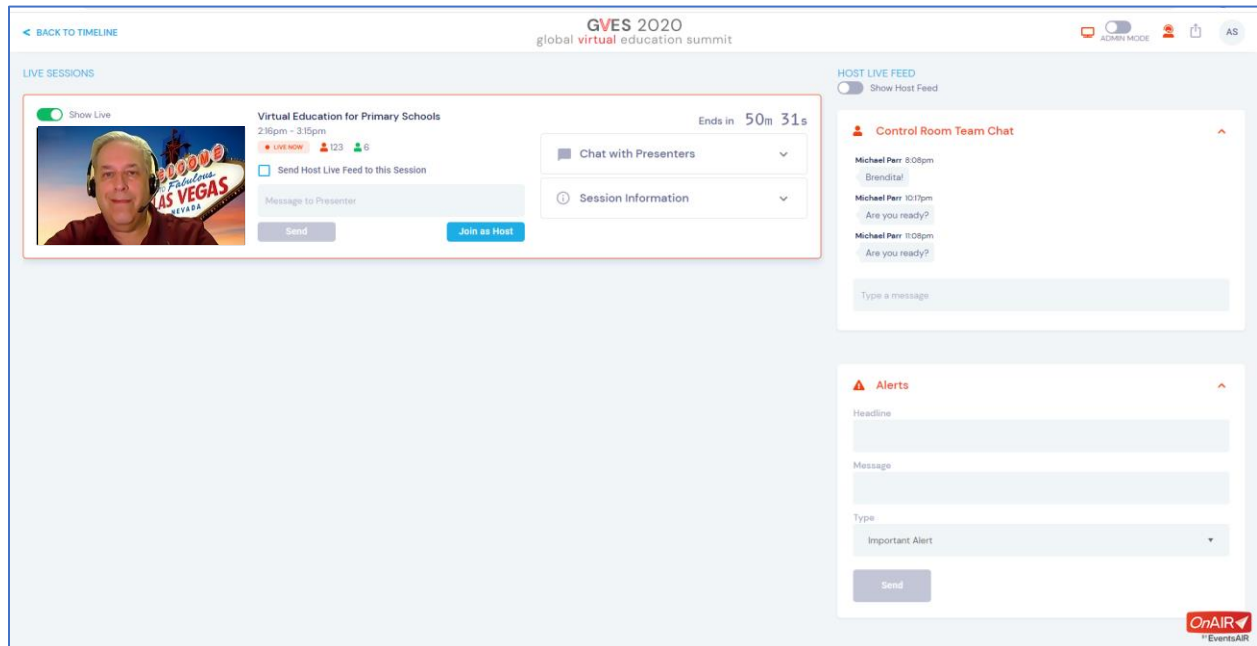 < BACK TO TIMELINE
GVES 2020
global virtual education summit
ADMIN MODE
AS
LIVE SESSIONS
Show Live
WELCOME
TO Fabulous
LAS VEGAS
NEVADA
Virtual Education for Primary Schools
2:16pm - 3:15pm
LIVE NOW 123 6
Send Host Live Feed to this Session
Message to Presenter
Send
Join as Host
Ends in 50m 31s
Chat with Presenters
Session Information
HOST LIVE FEED
Show Host Feed
Control Room Team Chat
Michael Parr 8:08pm
Brendita!
Michael Parr 10:17pm
Are you ready?
Michael Parr 11:08pm
Are you ready?
Type a message
Alerts
Headline
Message
Type
Important Alert
Send
OnAIR
BY EventsAIR